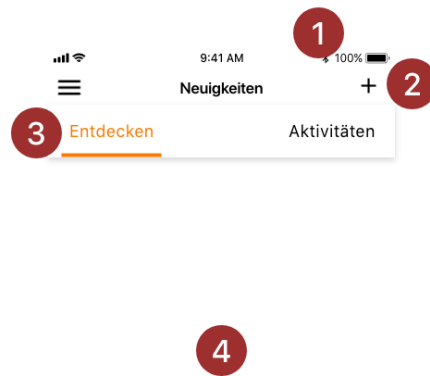 1
9:41 AM 100%
Neuigkeiten + 2
3 Entdecken Aktivitäten
4